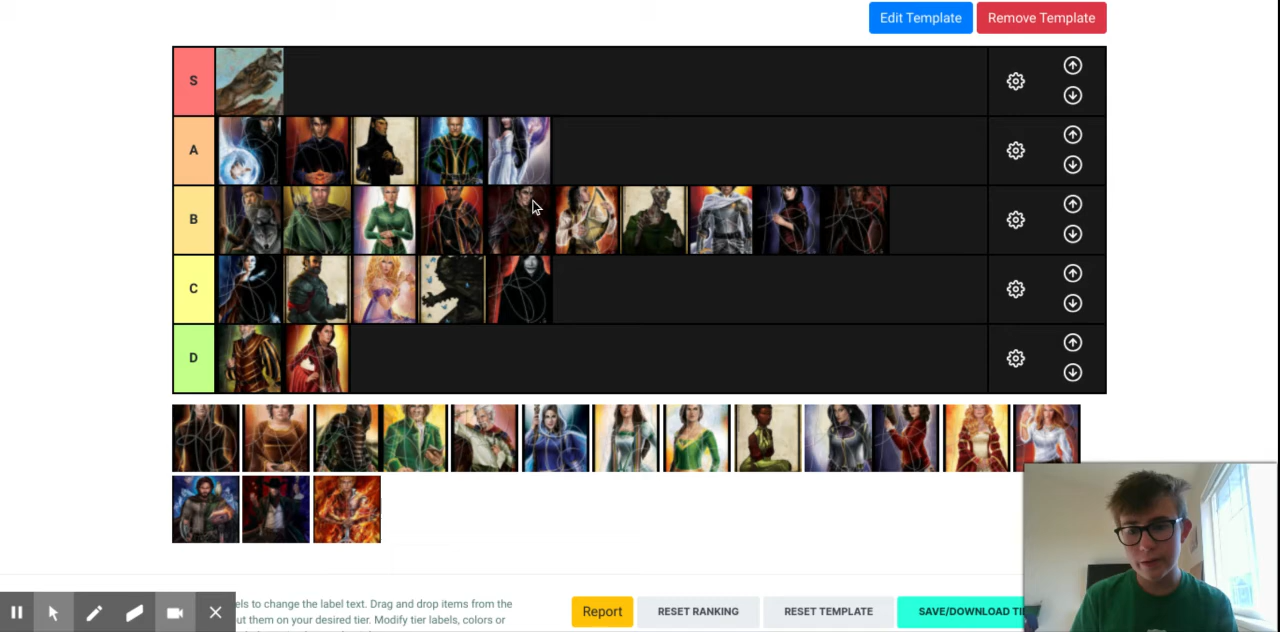 Edit Template Remove Template
S
A
B
C
D
els to change the label text. Drag and drop items from the
ut them on your desired tier. Modify tier labels, colors or
Report RESET RANKING RESET TEMPLATE SAVE/DOWNLOAD